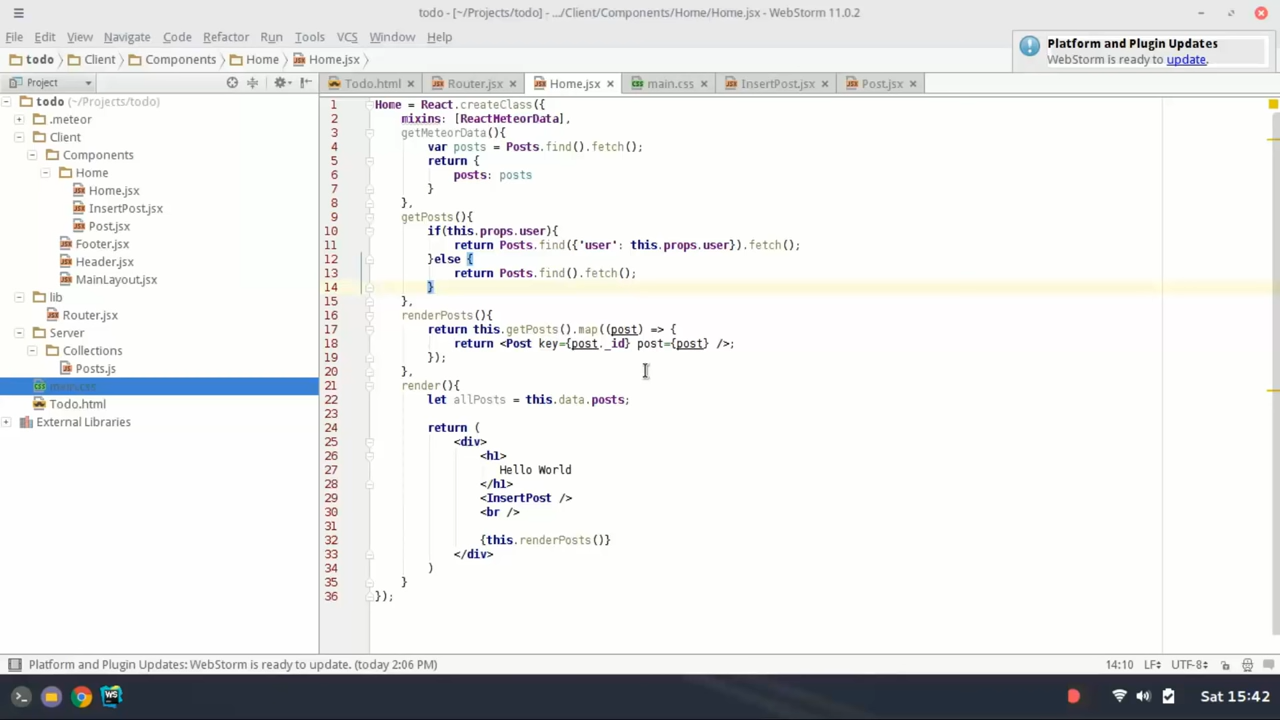 todo - [~/Projects/todo] - .../Client/Components/Home/Home.jsx - WebStorm 11.0.2
File Edit View Navigate Code Refactor Run Tools VCS Window Help
todo Client Components Home Home.jsx
Platform and Plugin Updates
WebStorm is ready to update.
Project
Todo.html Router.jsx Home.jsx main.css InsertPost.jsx Post.jsx
todo (~/Projects/todo)
.meteor
Client
Components
Home
Home.jsx
InsertPost.jsx
Post.jsx
Footer.jsx
Header.jsx
MainLayout.jsx
lib
Router.jsx
Server
Collections
Posts.js
main.css
Todo.html
External Libraries
1 Home = React.createClass({
2 mixins: [ReactMeteorData],
3 getMeteorData(){
4 var posts = Posts.find().fetch();
5 return {
6 posts: posts
7 }
8 },
9 getPosts(){
10 if(this.props.user){
11 return Posts.find({'user': this.props.user}).fetch();
12 }else {
13 return Posts.find().fetch();
14 }
15 },
16 renderPosts(){
17 return this.getPosts().map((post) => {
18 return <Post key={post._id} post={post} />;
19 });
20 },
21 render(){
22 let allPosts = this.data.posts;
23
24 return (
25 <div>
26 <h1>
27 Hello World
28 </h1>
29 <InsertPost />
30 <br />
31
32 {this.renderPosts()}
33 </div>
34 )
35 }
36 });
Platform and Plugin Updates: WebStorm is ready to update. (today 2:06 PM) 14:10 LF UTF-8
WS Sat 15:42